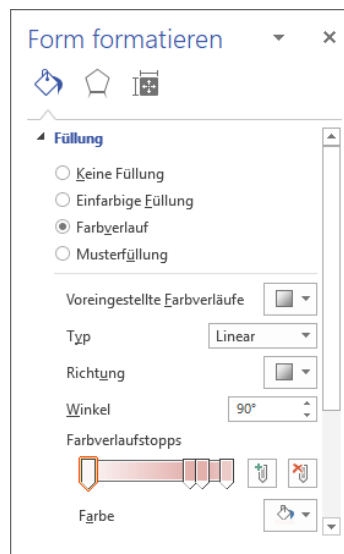 Form formatieren
Füllung
Keine Füllung
Einfarbige Füllung
Farbverlauf
Musterfüllung
Voreingestellte Farbverläufe
Typ Linear
Richtung
Winkel 90°
Farbverlaufstopps
Farbe